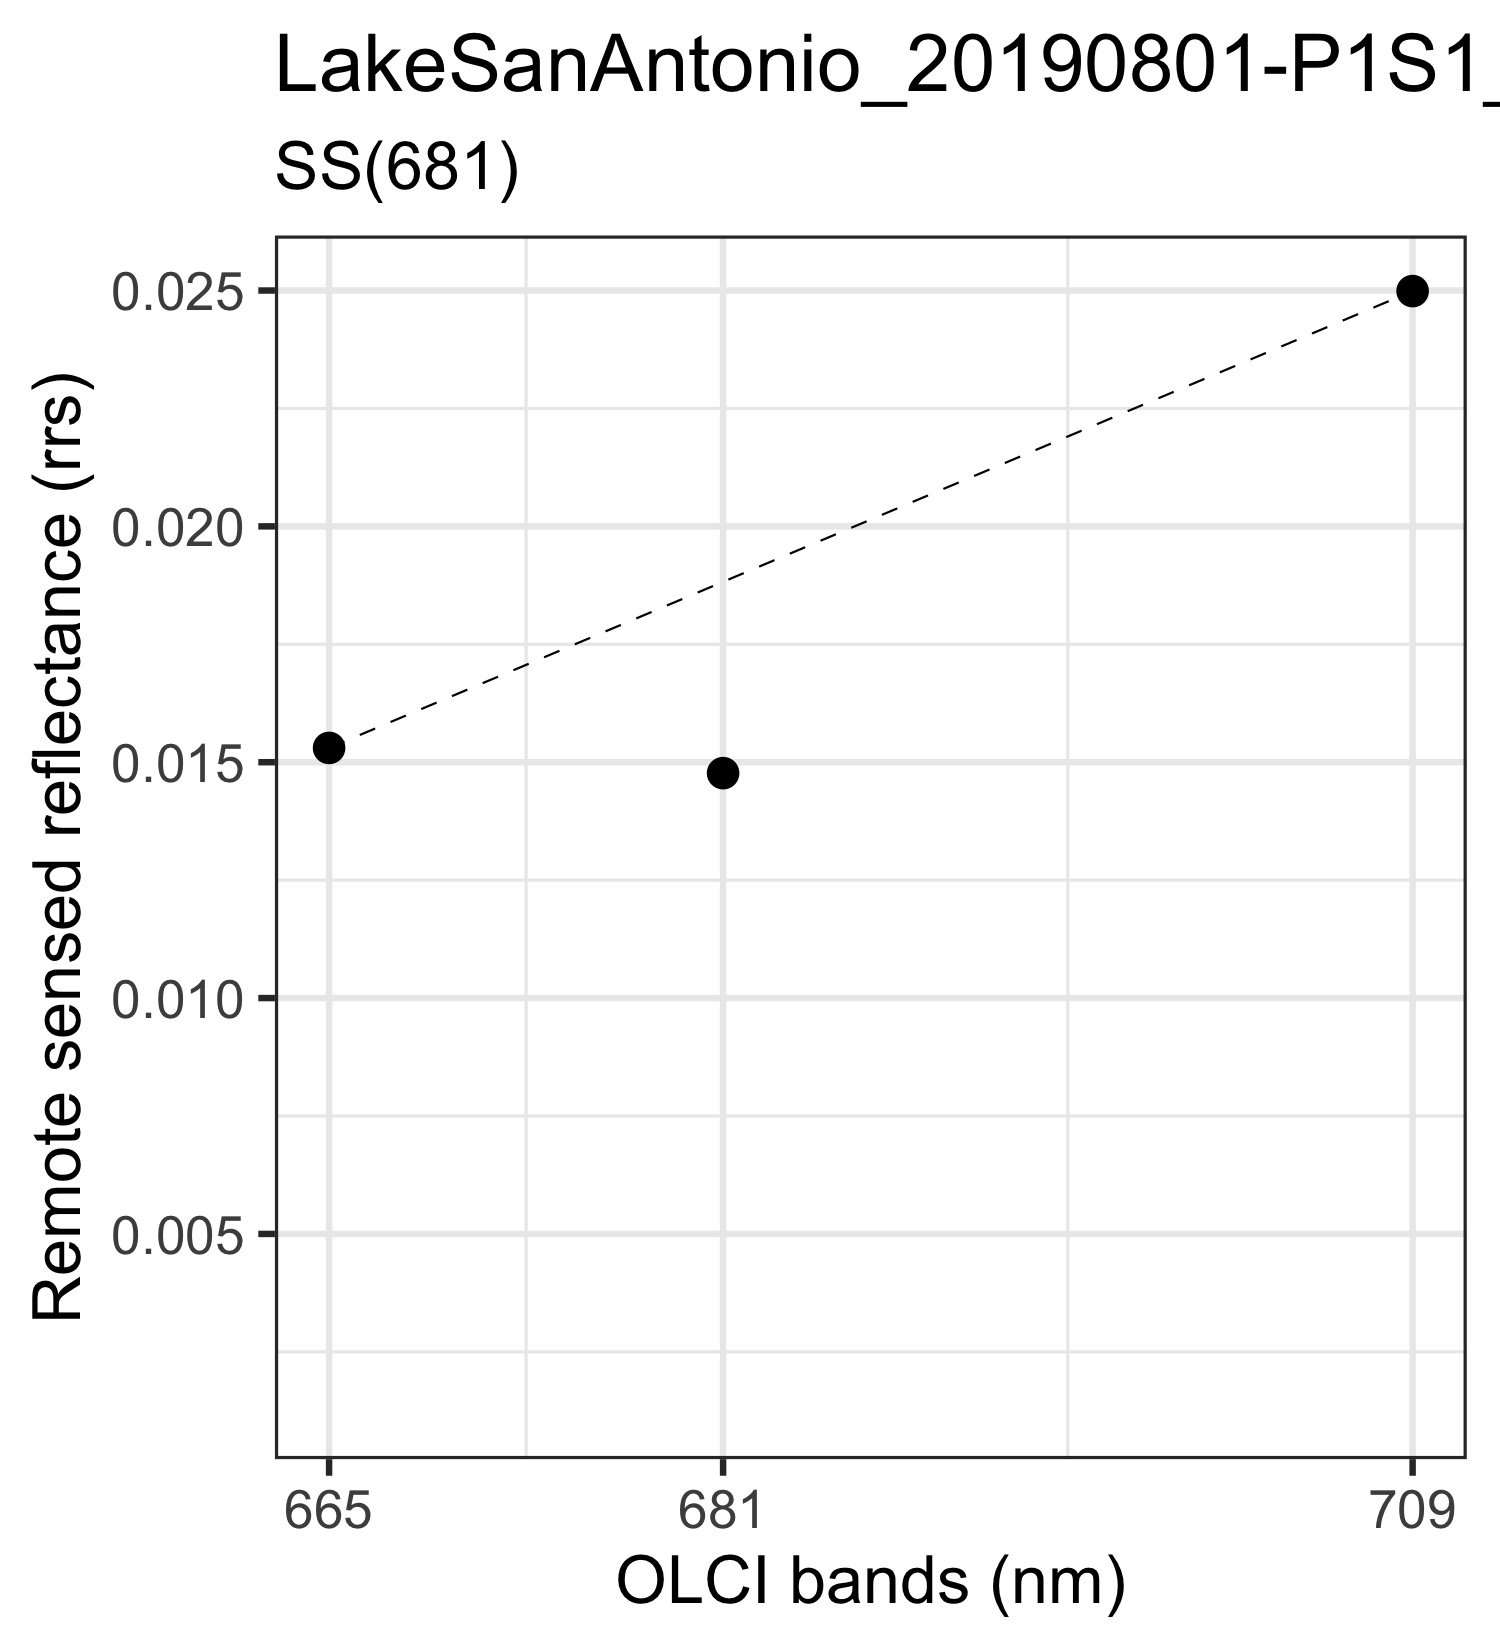 LakeSanAntonio_20190801-P1S1_
SS(681)
Remote sensed reflectance (rrs)
0.025
0.020
0.015
0.010
0.005
665
681
709
OLCI bands (nm)